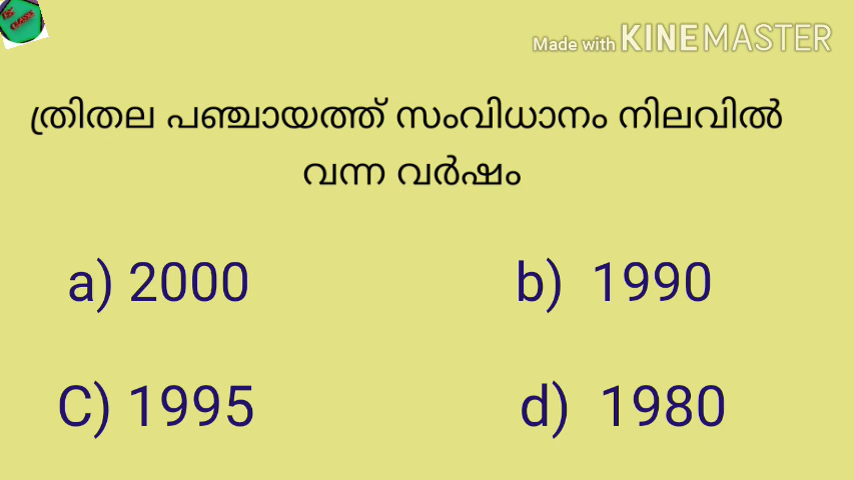 Made with KINEMASTER
ത്രിതല പഞ്ചായത്ത് സംവിധാനം നിലവിൽ
വന്ന വർഷം
a) 2000 b) 1990
C) 1995 d) 1980